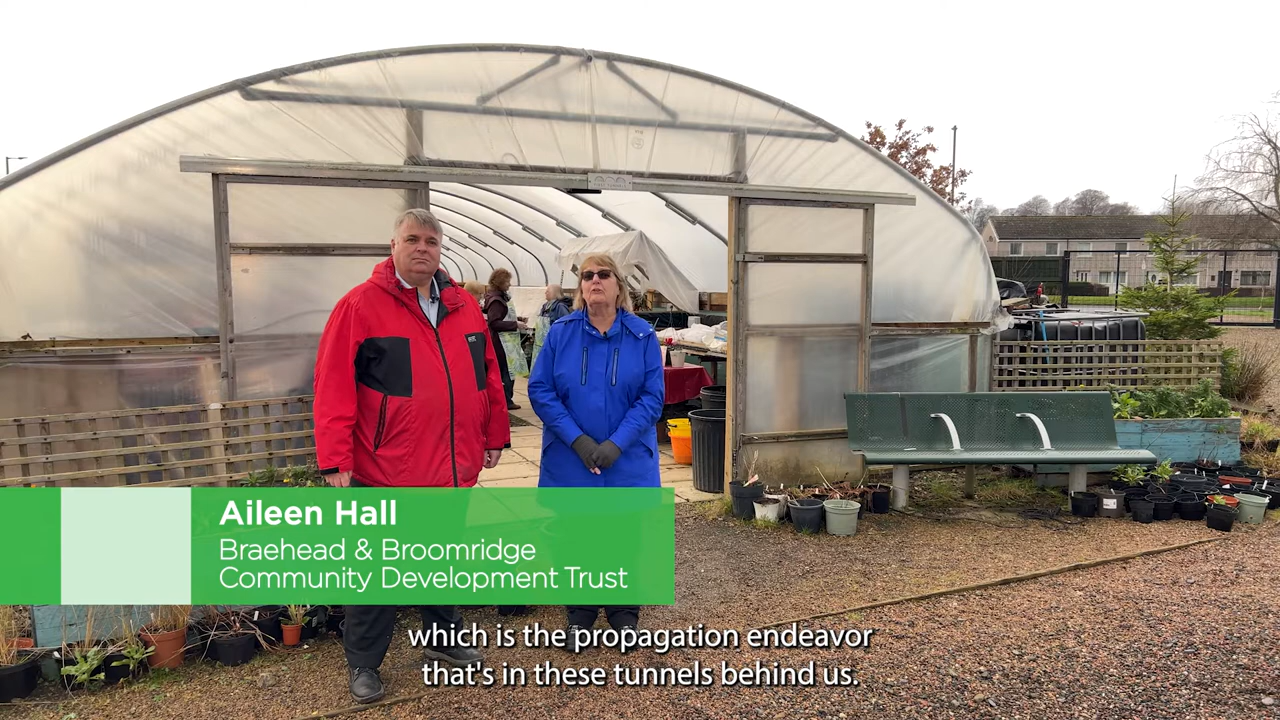 Aileen Hall
Braehead & Broomridge
Community Development Trust
which is the propagation endeavor
that's in these tunnels behind us.